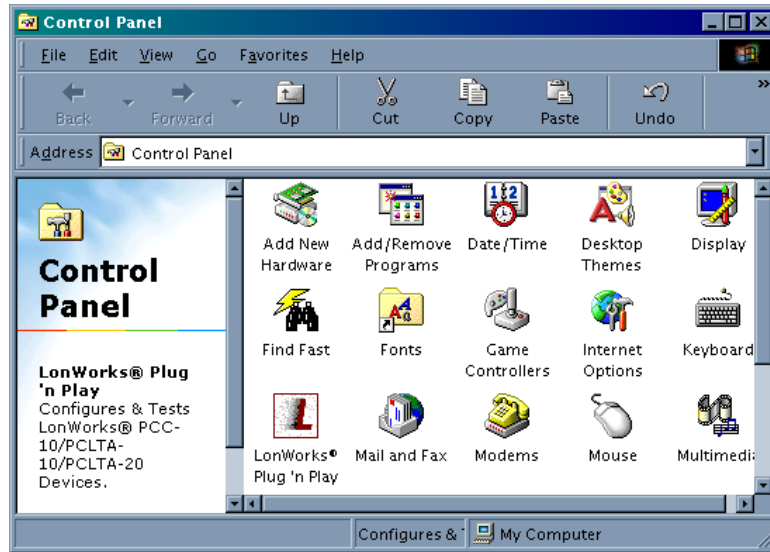 Control Panel
File Edit View Go Favorites Help
Back Forward Up Cut Copy Paste Undo »
Address Control Panel
Control
Panel
LonWorks® Plug
'n Play
Configures & Tests
LonWorks® PCC-
10/PCLTA-
10/PCLTA-20
Devices.
Add New
Hardware
Add/Remove
Programs
Date/Time
Desktop
Themes
Display
Find Fast
Fonts
Game
Controllers
Internet
Options
Keyboard
LonWorks®
Plug 'n Play
Mail and Fax
Modems
Mouse
Multimedi
Configures & My Computer